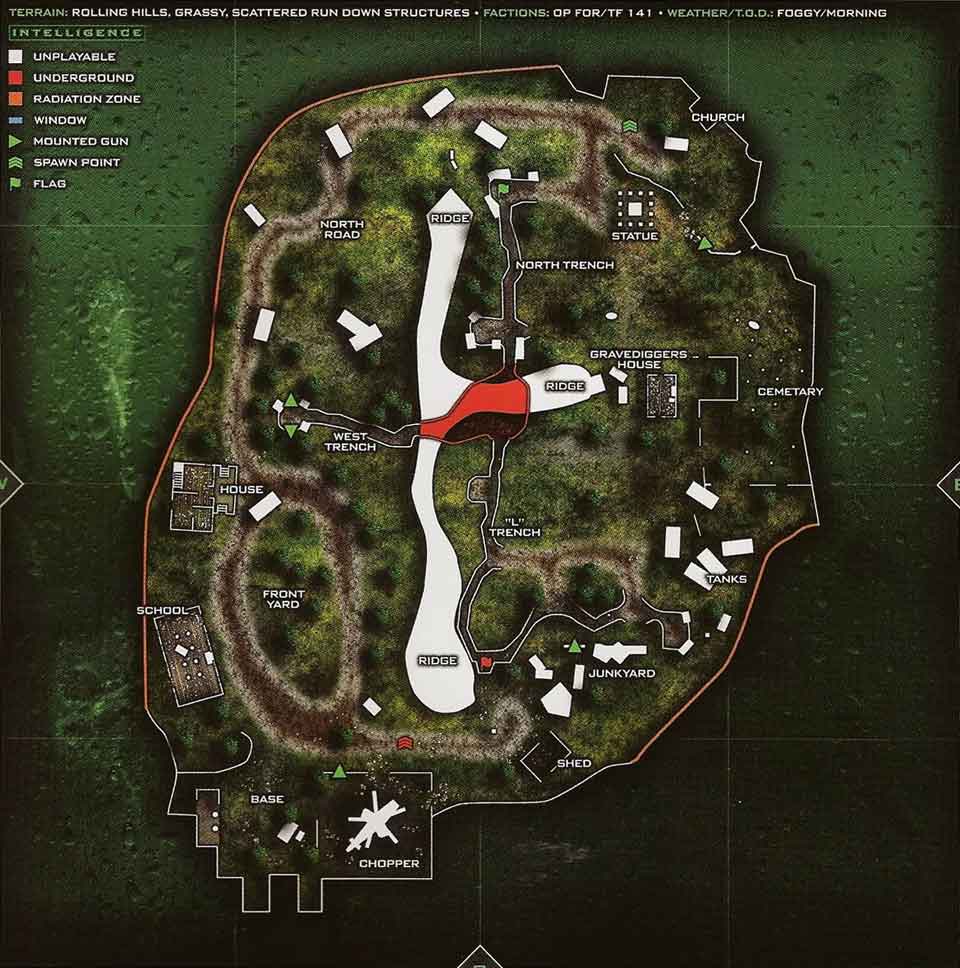 TERRAIN: ROLLING HILLS, GRASSY, SCATTERED RUN DOWN STRUCTURES • FACTIONS: OP FOR/TF 141 • WEATHER/T.O.D.: FOGGY/MORNING
INTELLIGENCE
UNPLAYABLE
UNDERGROUND
RADIATION ZONE
WINDOW
MOUNTED GUN
SPAWN POINT
FLAG
CHURCH
RIDGE
NORTH
ROAD
STATUE
NORTH TRENCH
GRAVEDIGGERS
HOUSE
RIDGE
CEMETARY
WEST
TRENCH
W
E
HOUSE
"L"
TRENCH
TANKS
FRONT
YARD
SCHOOL
RIDGE
JUNKYARD
SHED
BASE
CHOPPER